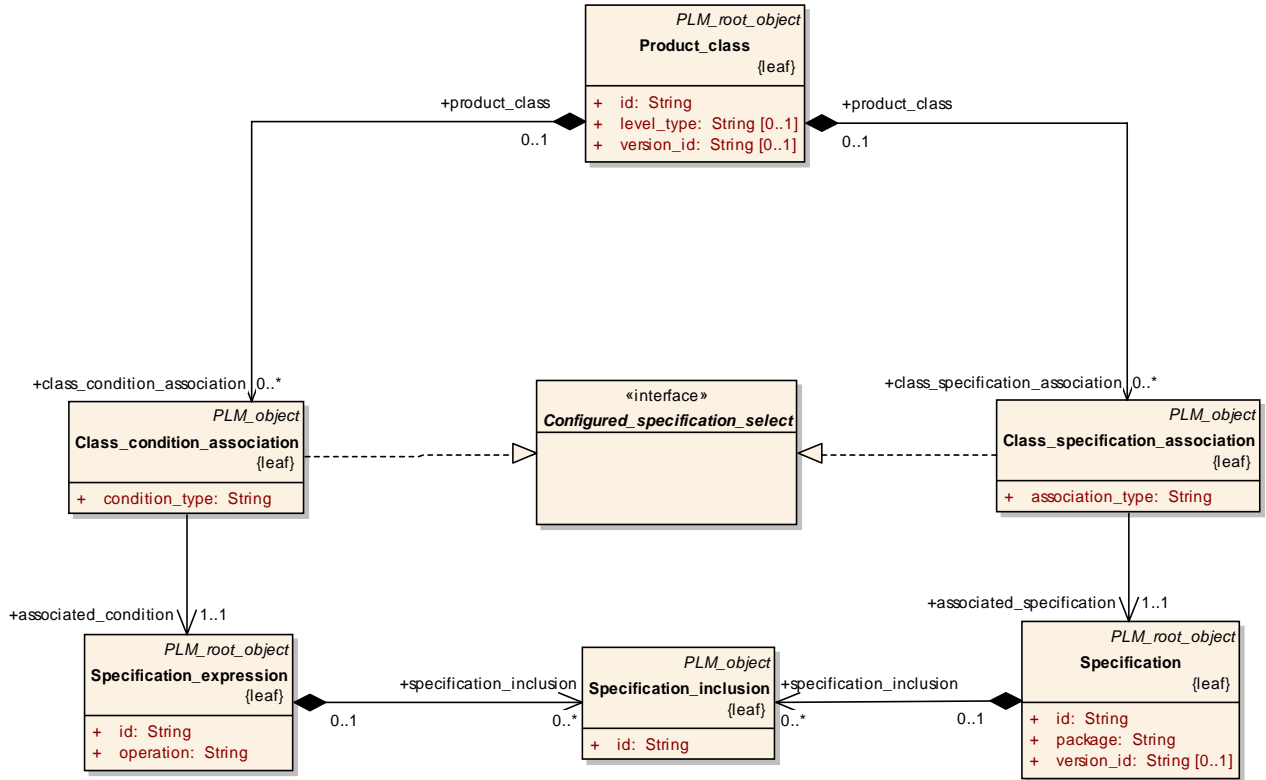 PLM_root_object
Product_class
{leaf}
+ id: String
+ level_type: String [0..1]
+ version_id: String [0..1]
+product_class
0..1
+product_class
0..1
+class_condition_association 0..*
+class_specification_association 0..*
PLM_object
Class_condition_association
{leaf}
+ condition_type: String
«interface»
Configured_specification_select
PLM_object
Class_specification_association
{leaf}
+ association_type: String
+associated_condition 1..1
+associated_specification 1..1
PLM_root_object
Specification_expression
{leaf}
+ id: String
+ operation: String
+specification_inclusion
0..1
0..*
PLM_object
Specification_inclusion
{leaf}
+ id: String
+specification_inclusion
0..*
0..1
PLM_root_object
Specification
{leaf}
+ id: String
+ package: String
+ version_id: String [0..1]